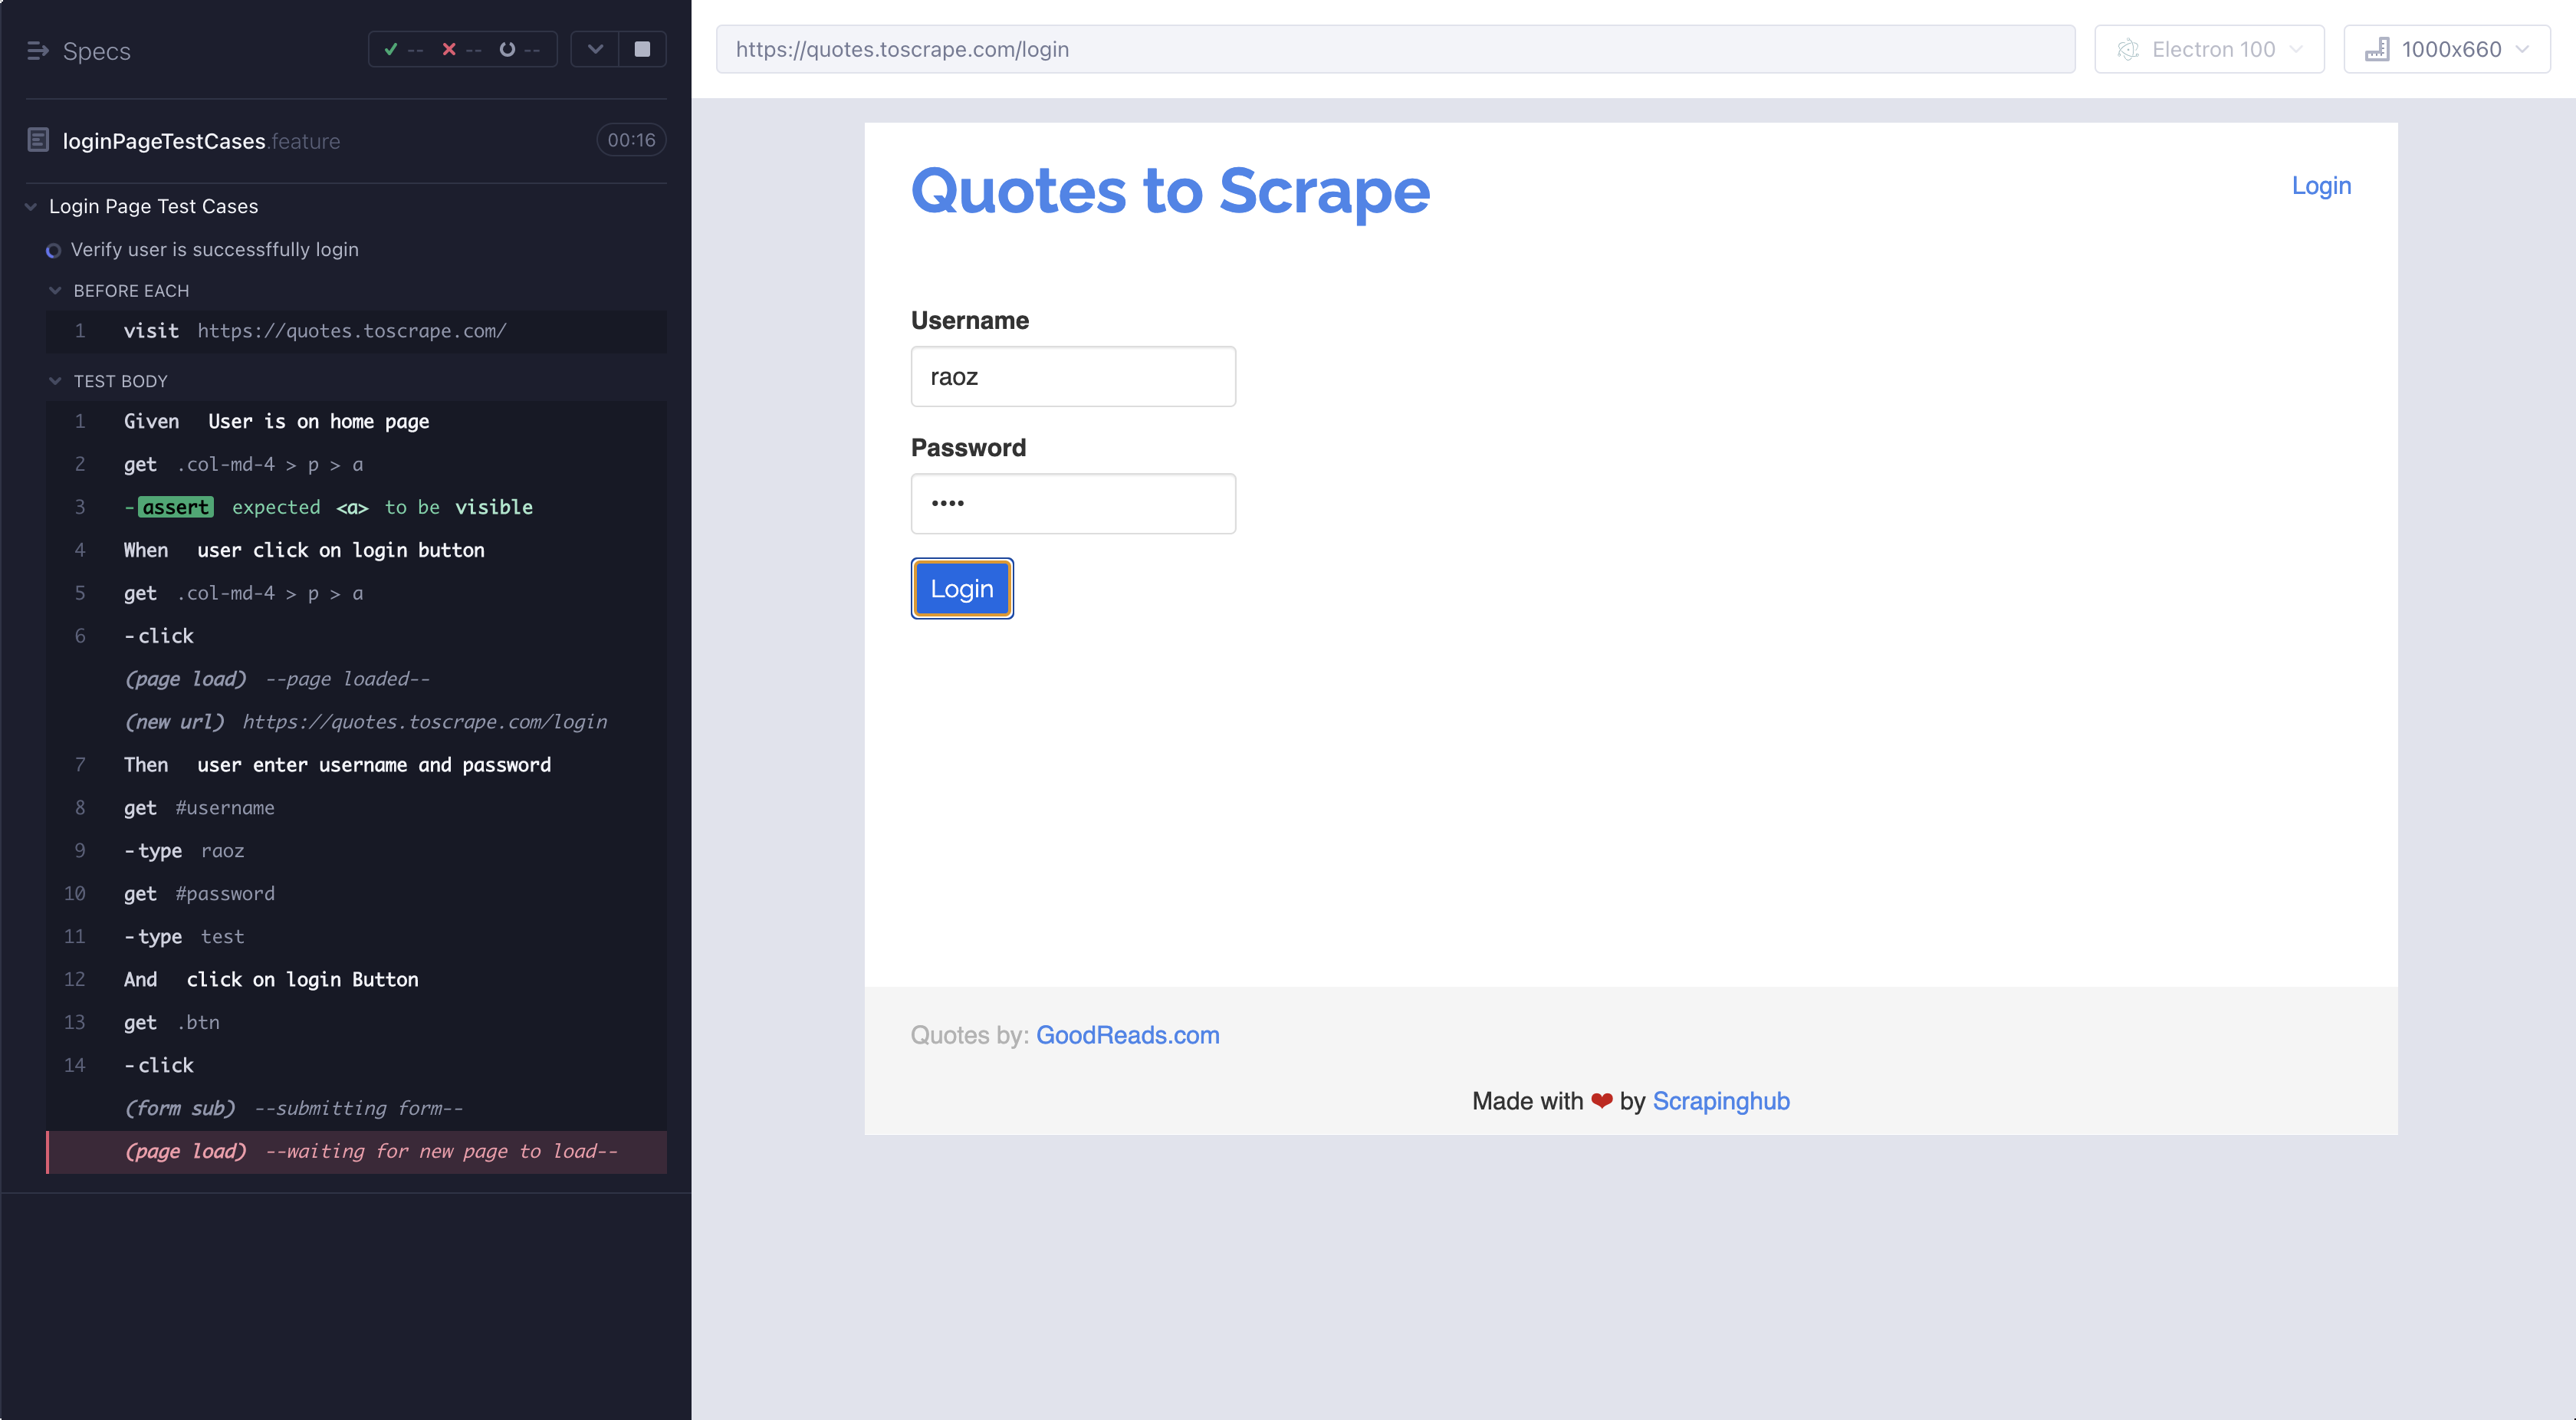 Specs
-- -- --
loginPageTestCases.feature 00:16
Login Page Test Cases
Verify user is successffully login
BEFORE EACH
1 visit https://quotes.toscrape.com/
TEST BODY
1 Given User is on home page
2 get .col-md-4 > p > a
3 -assert expected <a> to be visible
4 When user click on login button
5 get .col-md-4 > p > a
6 -click
(page load) --page loaded--
(new url) https://quotes.toscrape.com/login
7 Then user enter username and password
8 get #username
9 -type raoz
10 get #password
11 -type test
12 And click on login Button
13 get .btn
14 -click
(form sub) --submitting form--
(page load) --waiting for new page to load--
https://quotes.toscrape.com/login
Electron 100
1000x660
Quotes to Scrape
Login
Username
raoz
Password
••••
Login
Quotes by: GoodReads.com
Made with ❤ by Scrapinghub